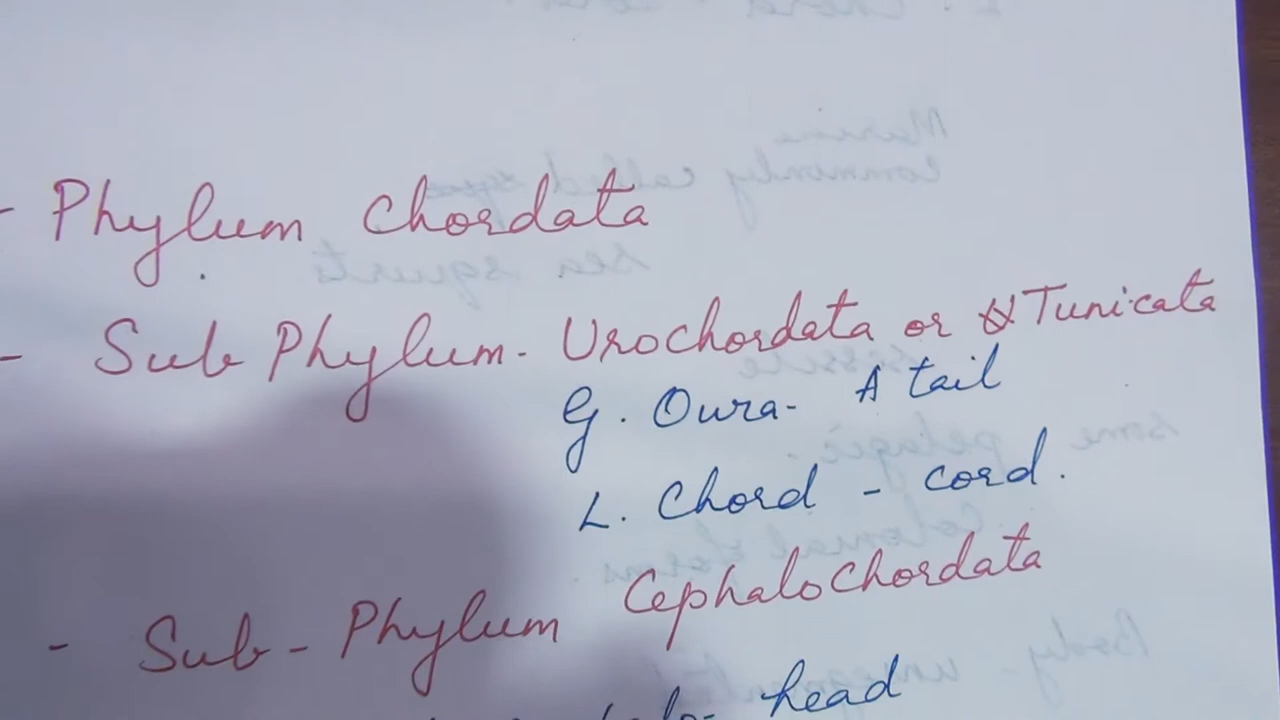 - Phylum Chordata
- Sub Phylum - Urochordata or Tunicata
G. Oura - A tail
L. Chord - cord.
- Sub-Phylum Cephalochordata
head